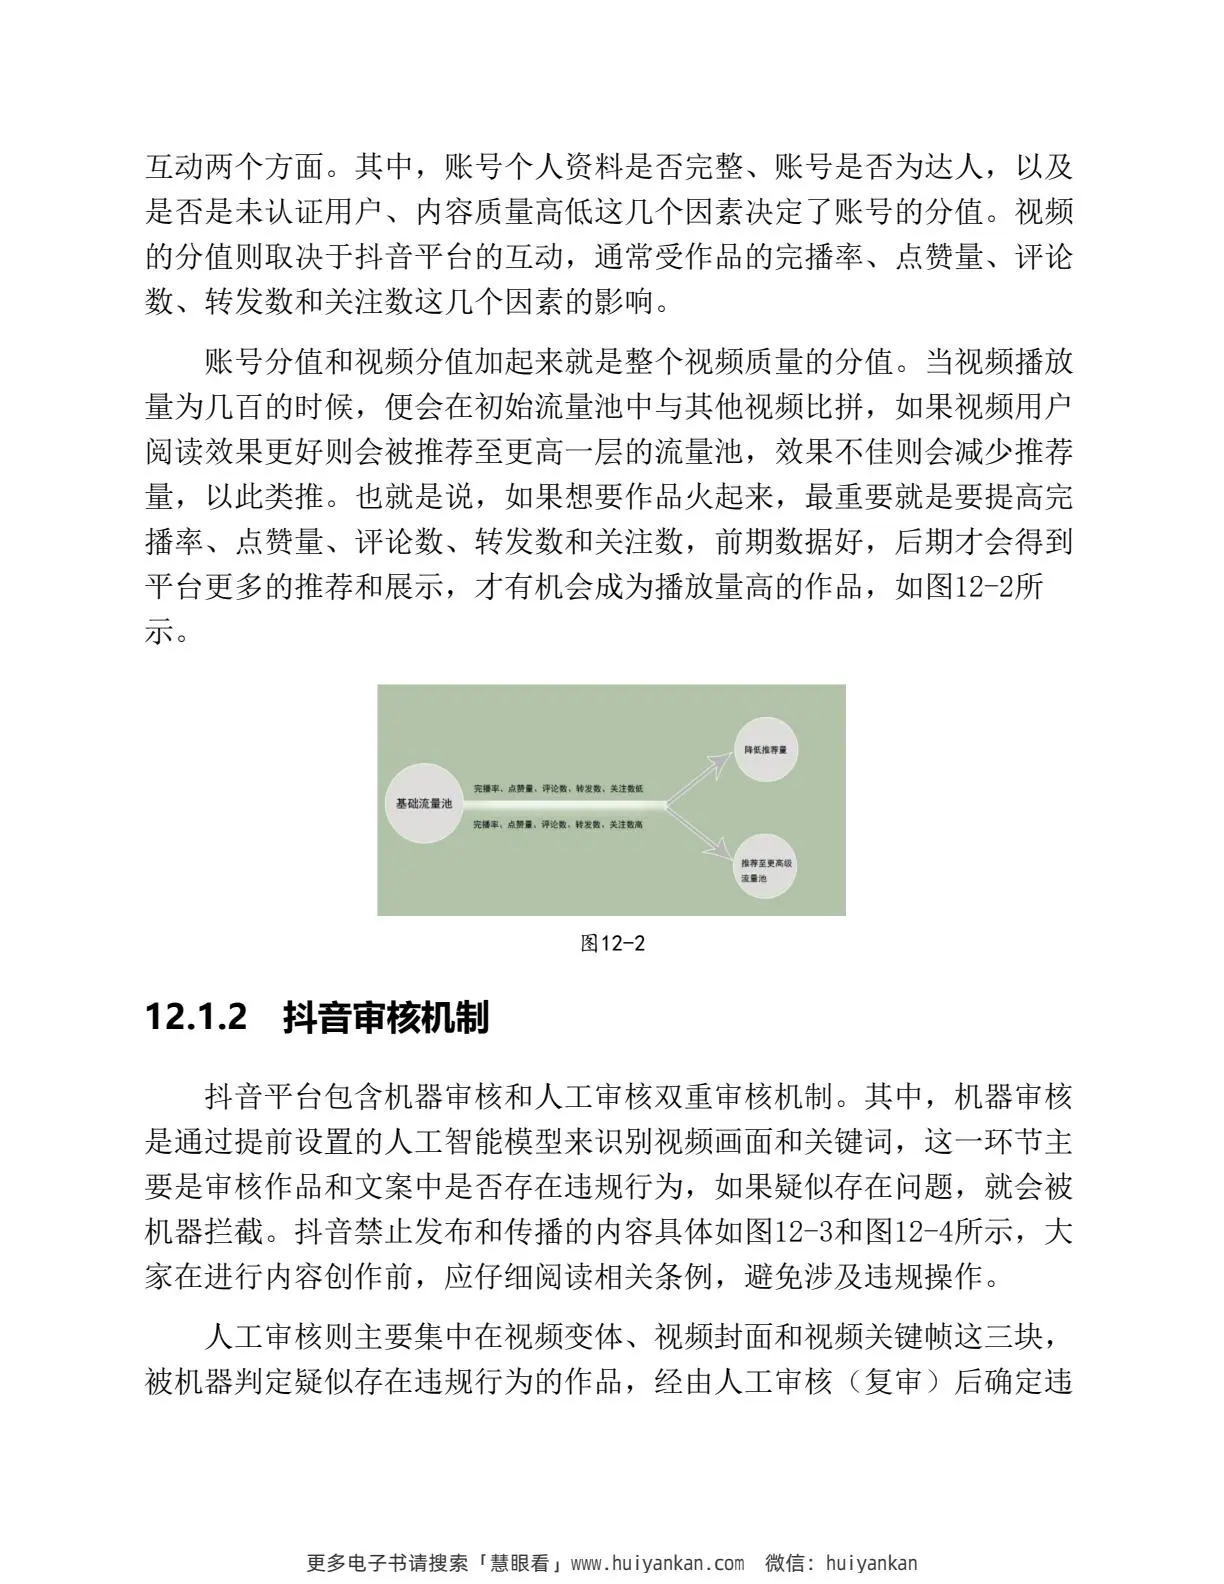 互动两个方面。其中，账号个人资料是否完整、账号是否为达人，以及
是否是未认证用户、内容质量高低这几个因素决定了账号的分值。视频
的分值则取决于抖音平台的互动，通常受作品的完播率、点赞量、评论
数、转发数和关注数这几个因素的影响。
账号分值和视频分值加起来就是整个视频质量的分值。当视频播放
量为几百的时候，便会在初始流量池中与其他视频比拼，如果视频用户
阅读效果更好则会被推荐至更高一层的流量池，效果不佳则会减少推荐
量，以此类推。也就是说，如果想要作品火起来，最重要就是要提高完
播率、点赞量、评论数、转发数和关注数，前期数据好，后期才会得到
平台更多的推荐和展示，才有机会成为播放量高的作品，如图12-2所
示。
基础流量池
完播率、点赞量、评论数、转发数、关注数低
完播率、点赞量、评论数、转发数、关注数高
降低推荐量
推荐至更高级
流量池
图12-2
12.1.2 抖音审核机制
抖音平台包含机器审核和人工审核双重审核机制。其中，机器审核
是通过提前设置的人工智能模型来识别视频画面和关键词，这一环节主
要是审核作品和文案中是否存在违规行为，如果疑似存在问题，就会被
机器拦截。抖音禁止发布和传播的内容具体如图12-3和图12-4所示，大
家在进行内容创作前，应仔细阅读相关条例，避免涉及违规操作。
人工审核则主要集中在视频变体、视频封面和视频关键帧这三块，
被机器判定疑似存在违规行为的作品，经由人工审核（复审）后确定违
更多电子书请搜索「慧眼看」www.huiyankan.com 微信：huiyankan